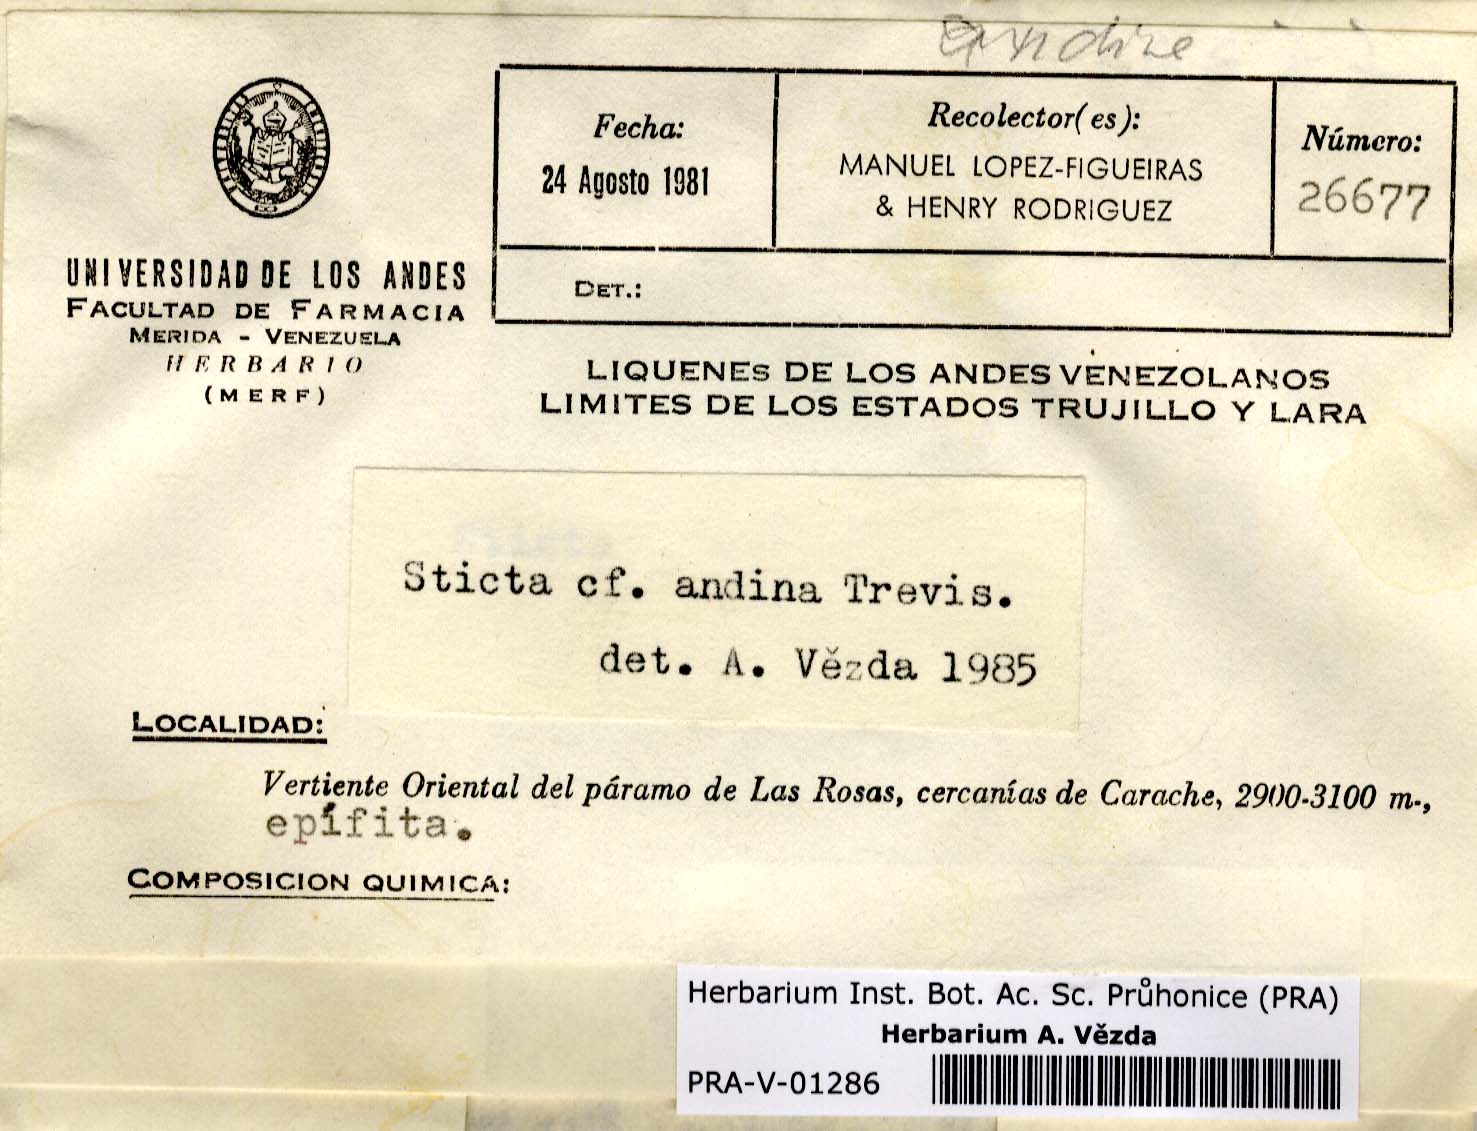 Fecha:
24 Agosto 1981
Recolector(es):
MANUEL LOPEZ-FIGUEIRAS
& HENRY RODRIGUEZ
Número:
26677
DET.:
UNIVERSIDAD DE LOS ANDES
FACULTAD DE FARMACIA
MERIDA - VENEZUELA
HERBARIO
(MERF)
LIQUENES DE LOS ANDES VENEZOLANOS
LIMITES DE LOS ESTADOS TRUJILLO Y LARA
Sticta cf. andina Trevis.
det. A. Vězda 1985
LOCALIDAD:
Vertiente Oriental del páramo de Las Rosas, cercanías de Carache, 2900-3100 m.,
epífita.
COMPOSICION QUIMICA:
Herbarium Inst. Bot. Ac. Sc. Průhonice (PRA)
Herbarium A. Vězda
PRA-V-01286